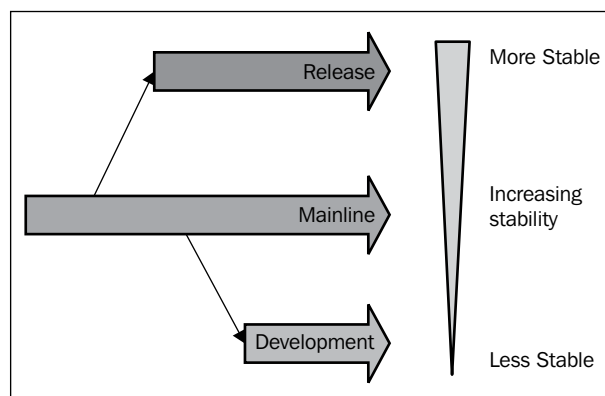 Release
More Stable
Mainline
Increasing
stability
Development
Less Stable